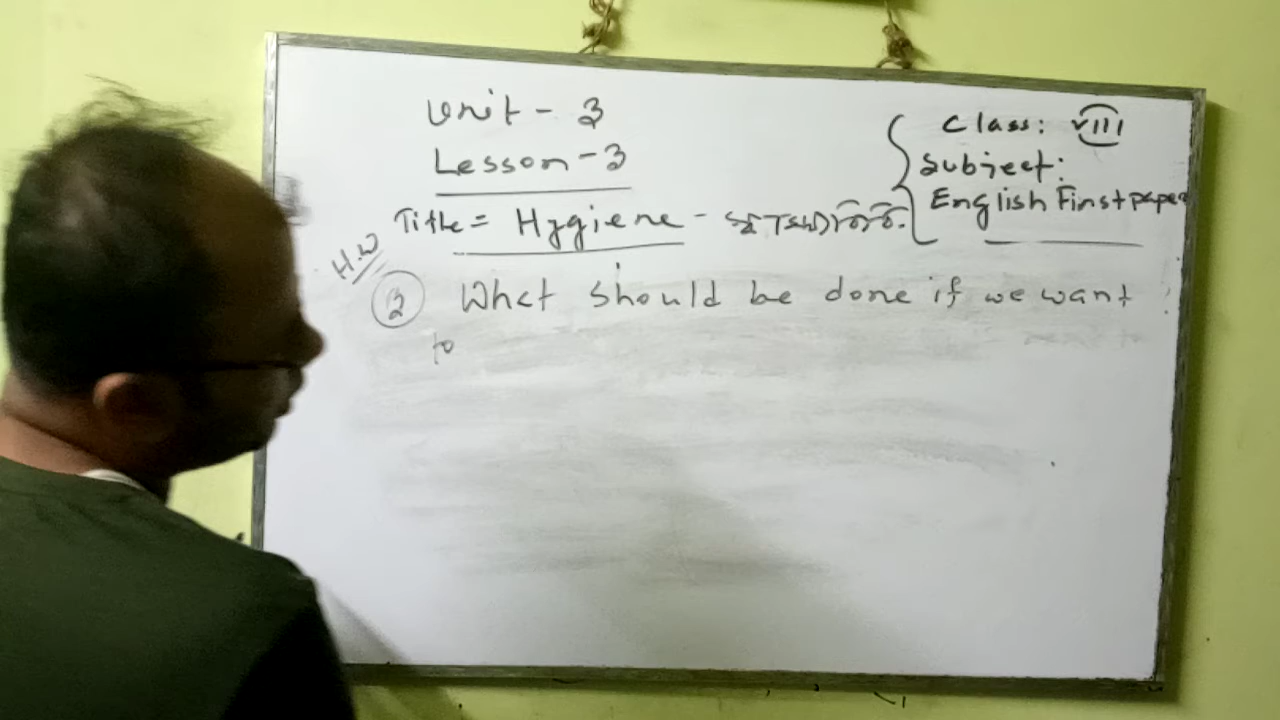 Unit - 3
Lesson - 3
Title = Hygiene -
{ Class: VIII
Subject:
English First paper
H.W
3 What should be done if we want
to